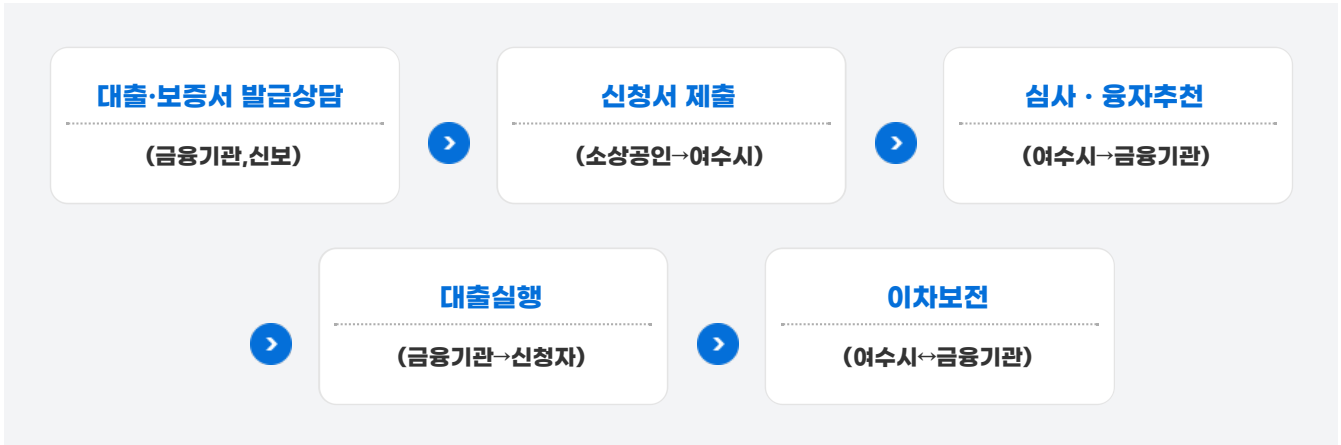 대출·보증서 발급상담
(금융기관,신보)
신청서 제출
(소상공인→여수시)
심사 · 융자추천
(여수시→금융기관)
대출실행
(금융기관→신청자)
이차보전
(여수시↔금융기관)